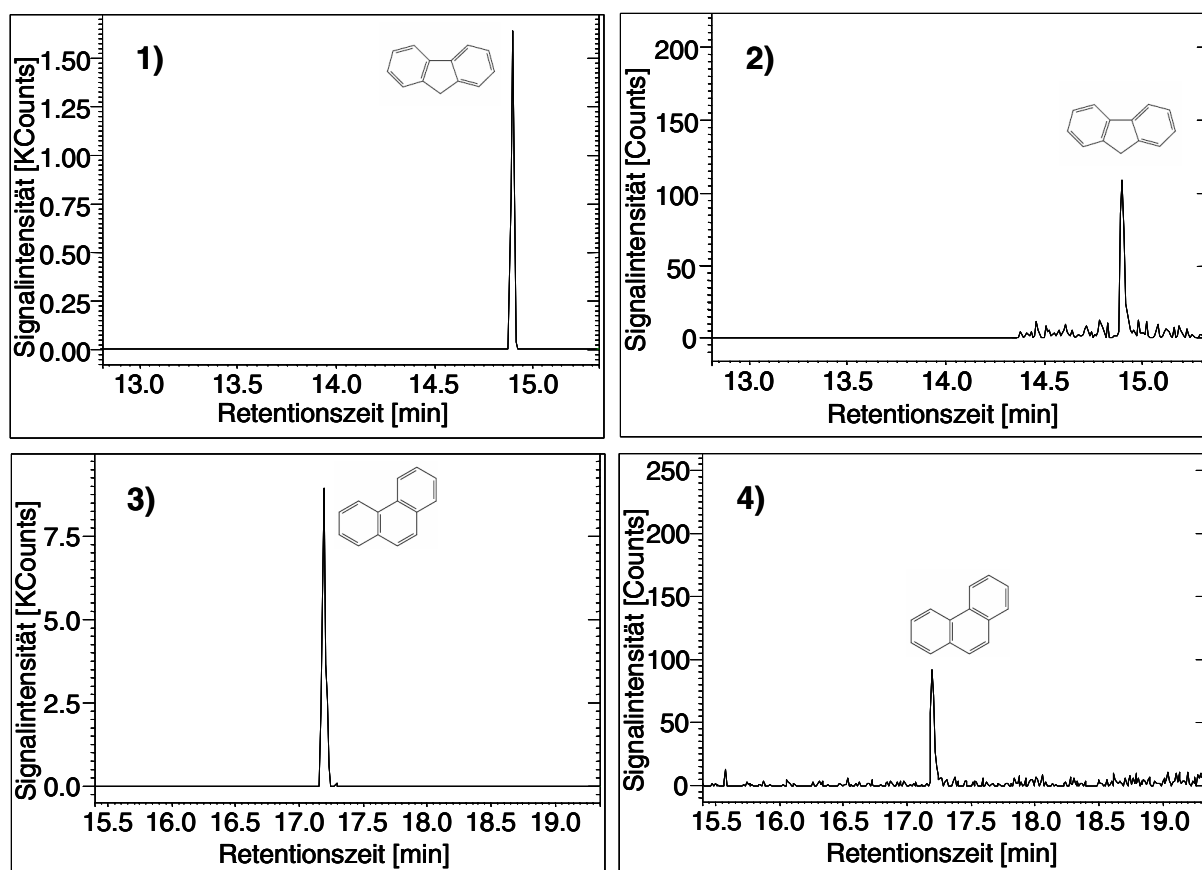 1)
Signalintensität [KCounts]
1.50
1.25
1.00
0.75
0.50
0.25
0.00
13.0 13.5 14.0 14.5 15.0
Retentionszeit [min]
2)
Signalintensität [Counts]
200
150
100
50
0
13.0 13.5 14.0 14.5 15.0
Retentionszeit [min]
3)
Signalintensität [KCounts]
7.5
5.0
2.5
0.0
15.5 16.0 16.5 17.0 17.5 18.0 18.5 19.0
Retentionszeit [min]
4)
Signalintensität [Counts]
250
200
150
100
50
0
15.5 16.0 16.5 17.0 17.5 18.0 18.5 19.0
Retentionszeit [min]